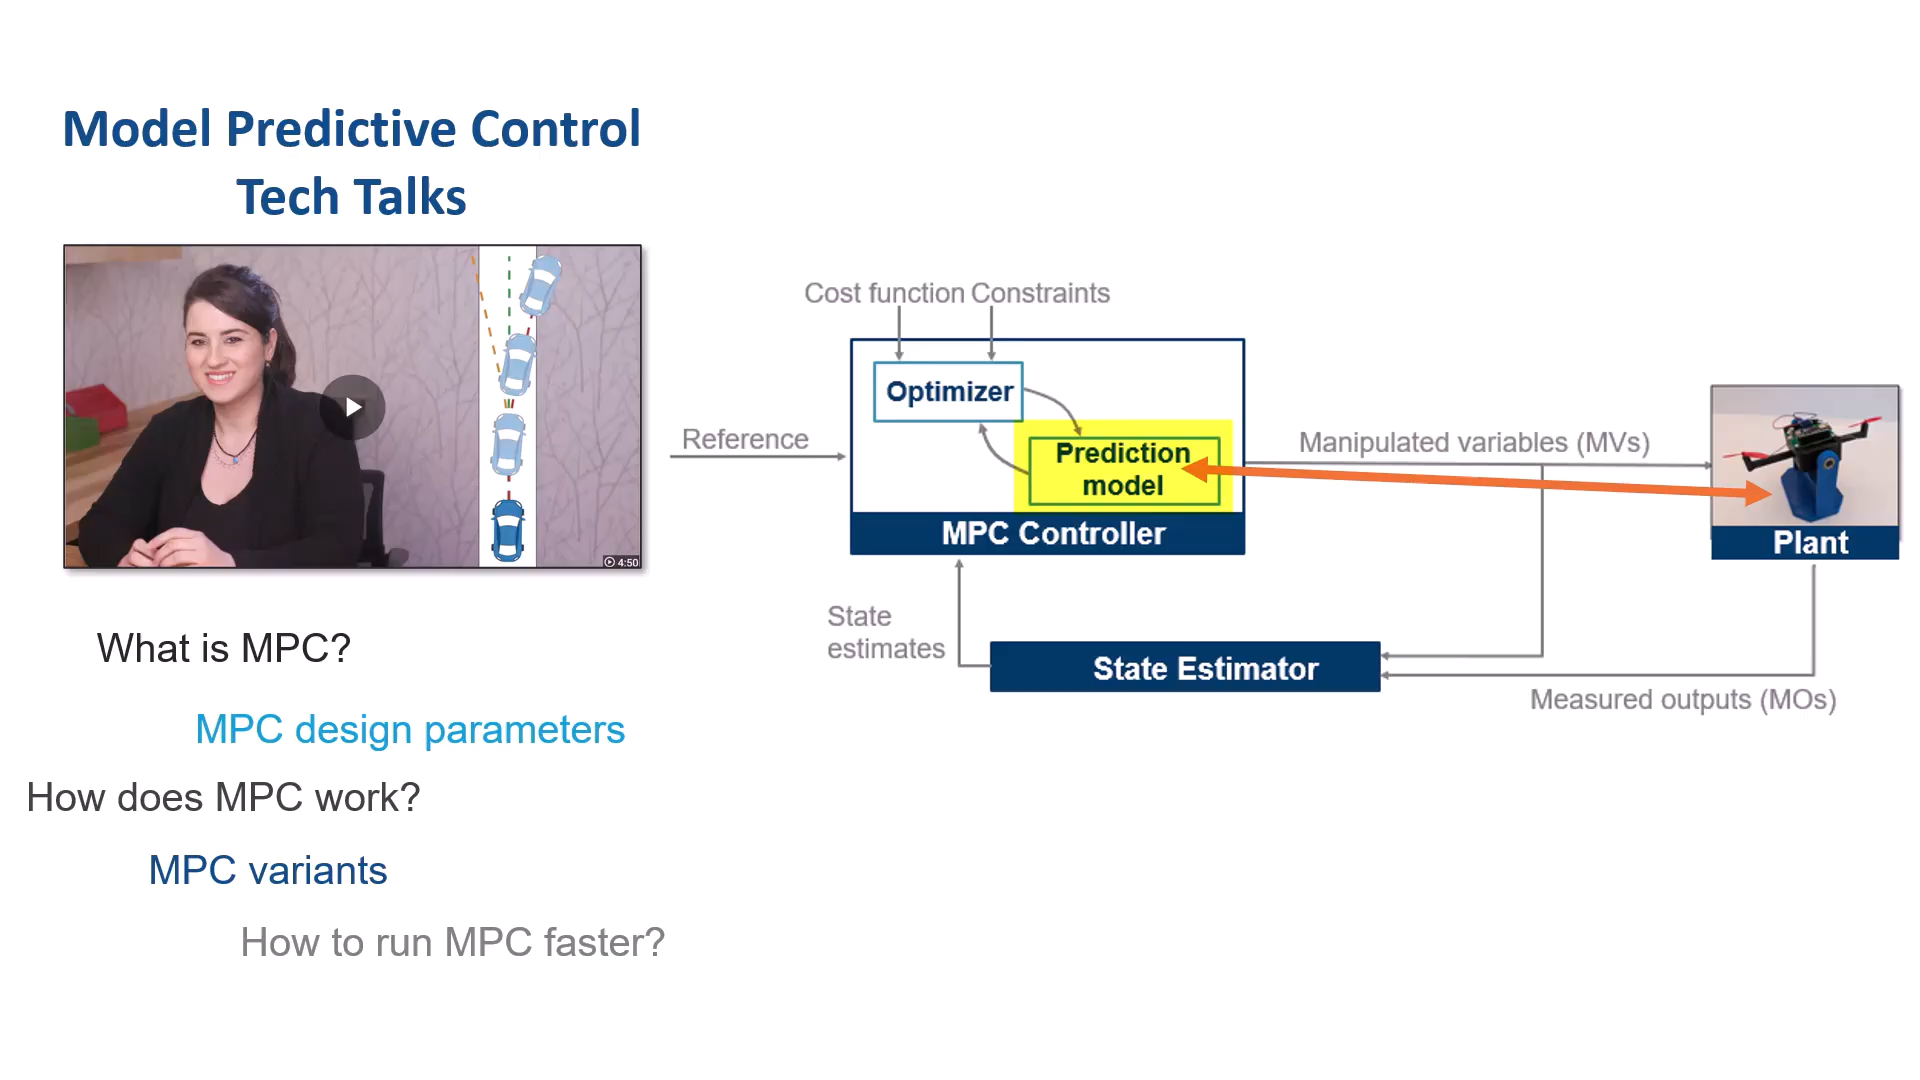 Model Predictive Control
Tech Talks
4:50
What is MPC?
MPC design parameters
How does MPC work?
MPC variants
How to run MPC faster?
Cost function Constraints
Optimizer
Prediction
model
MPC Controller
Reference
Manipulated variables (MVs)
Plant
State
estimates
State Estimator
Measured outputs (MOs)